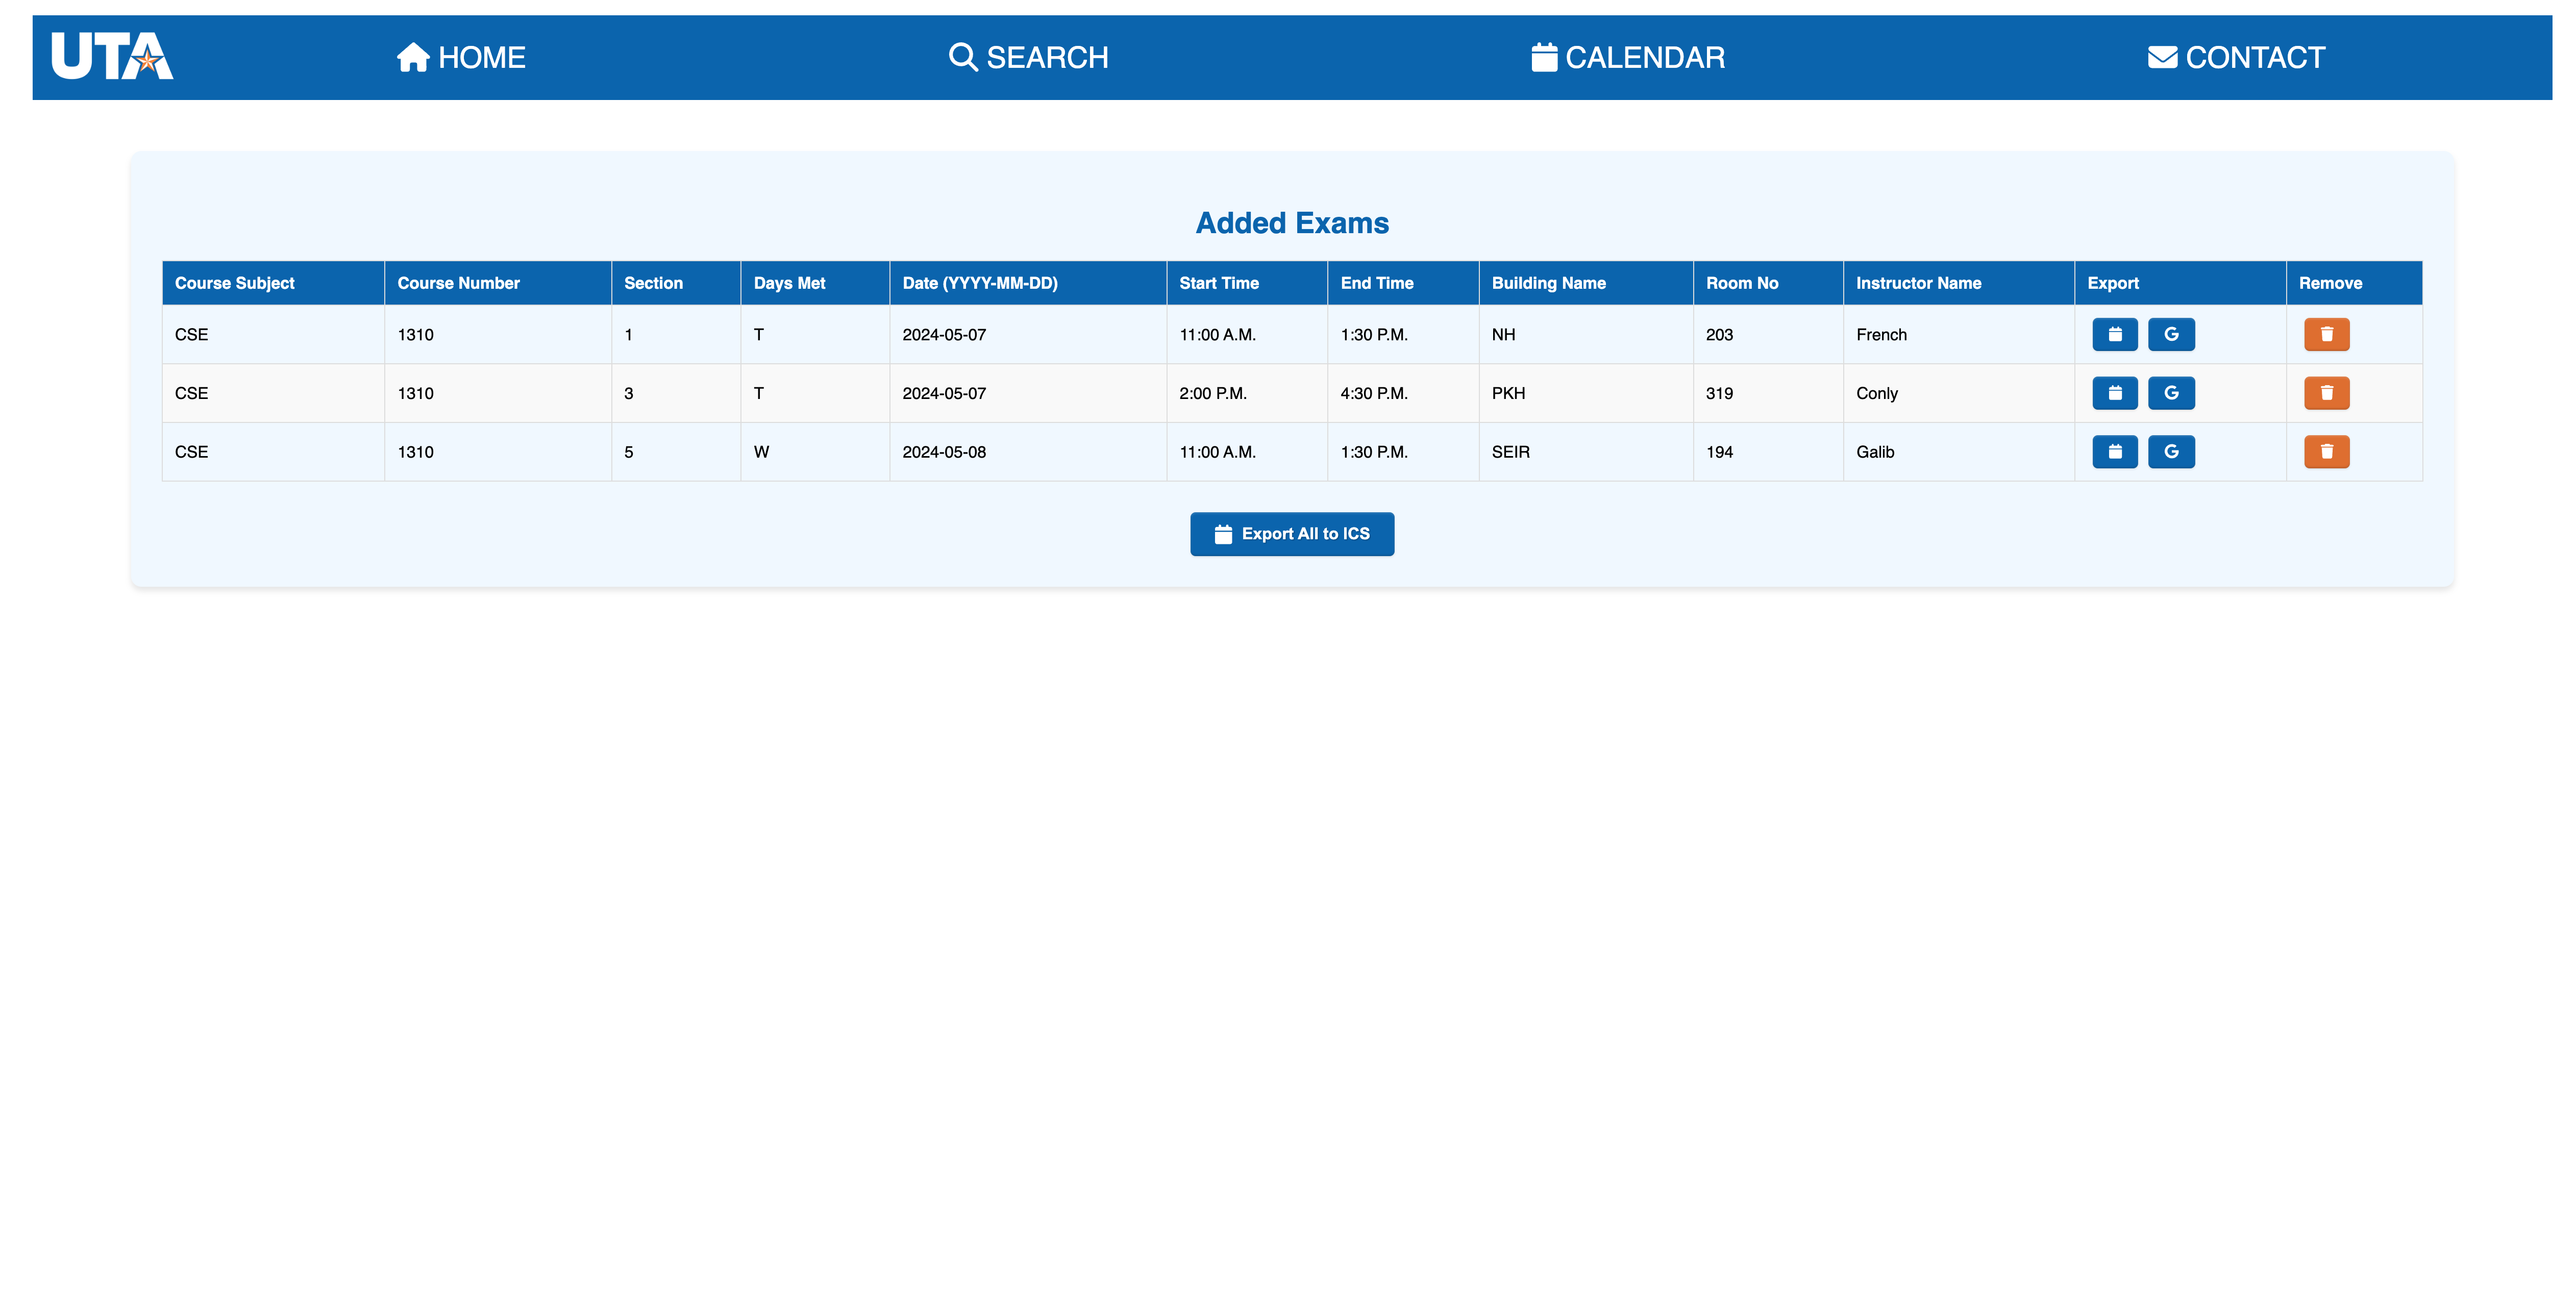 UTA HOME SEARCH CALENDAR CONTACT
Added Exams
Course Subject Course Number Section Days Met Date (YYYY-MM-DD) Start Time End Time Building Name Room No Instructor Name Export Remove
CSE 1310 1 T 2024-05-07 11:00 A.M. 1:30 P.M. NH 203 French G
CSE 1310 3 T 2024-05-07 2:00 P.M. 4:30 P.M. PKH 319 Conly G
CSE 1310 5 W 2024-05-08 11:00 A.M. 1:30 P.M. SEIR 194 Galib G
Export All to ICS